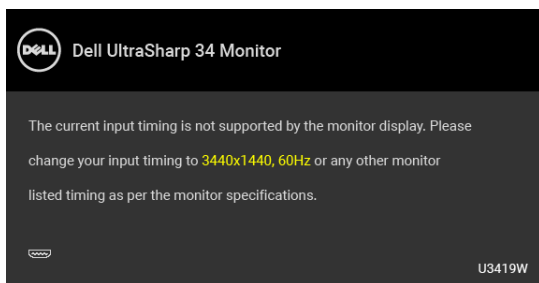 DELL
Dell UltraSharp 34 Monitor
The current input timing is not supported by the monitor display. Please
change your input timing to 3440x1440, 60Hz or any other monitor
listed timing as per the monitor specifications.
U3419W